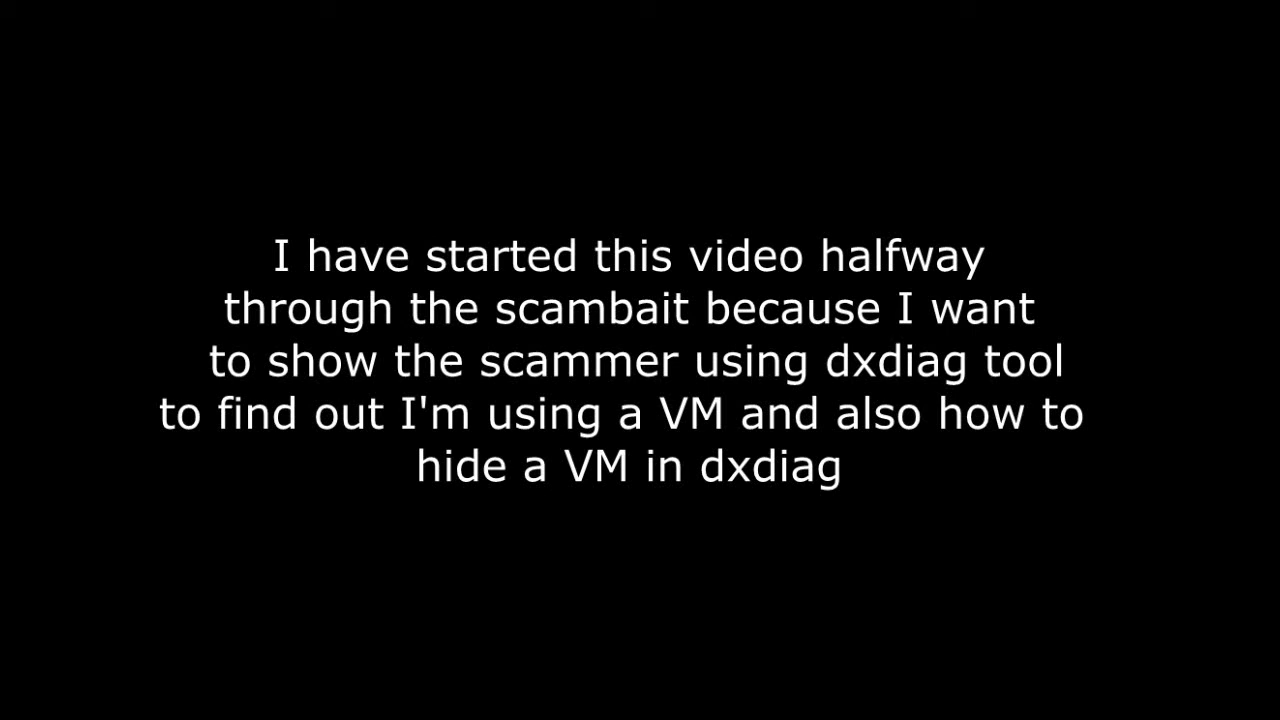 I have started this video halfway
through the scambait because I want
to show the scammer using dxdiag tool
to find out I'm using a VM and also how to
hide a VM in dxdiag